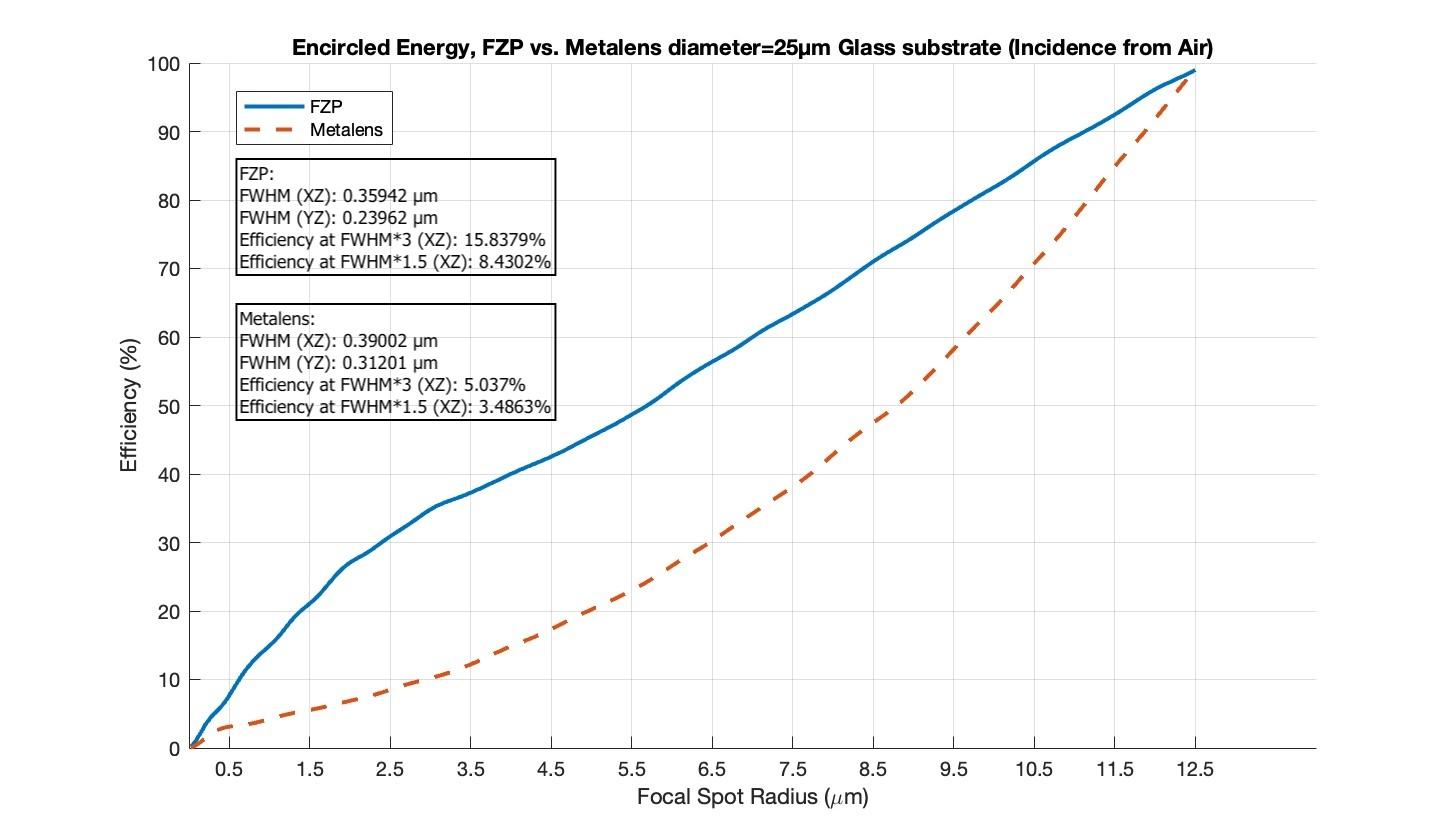 Encircled Energy, FZP vs. Metalens diameter=25μm Glass substrate (Incidence from Air)
100
90
80
70
60
50
40
30
20
10
0
Efficiency (%)
FZP
Metalens
FZP:
FWHM (XZ): 0.35942 μm
FWHM (YZ): 0.23962 μm
Efficiency at FWHM*3 (XZ): 15.8379%
Efficiency at FWHM*1.5 (XZ): 8.4302%
Metalens:
FWHM (XZ): 0.39002 μm
FWHM (YZ): 0.31201 μm
Efficiency at FWHM*3 (XZ): 5.037%
Efficiency at FWHM*1.5 (XZ): 3.4863%
0.5 1.5 2.5 3.5 4.5 5.5 6.5 7.5 8.5 9.5 10.5 11.5 12.5
Focal Spot Radius (μm)